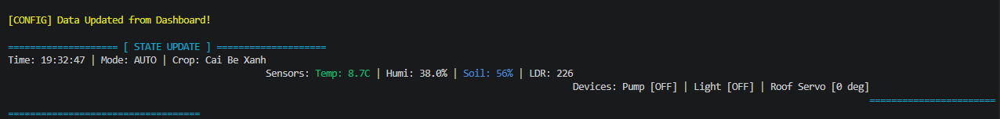 [CONFIG] Data Updated from Dashboard!
==================== [ STATE UPDATE ] ====================
Time: 19:32:47 | Mode: AUTO | Crop: Cai Be Xanh
Sensors: Temp: 8.7C | Humi: 38.0% | Soil: 56% | LDR: 226
Devices: Pump [OFF] | Light [OFF] | Roof Servo [0 deg]
=======================
===================================